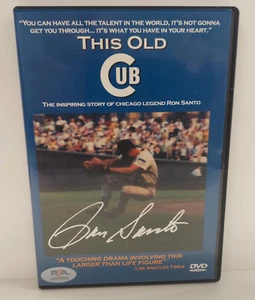 "YOU CAN HAVE ALL THE TALENT IN THE WORLD, IT'S NOT GONNA
GET YOU THROUGH... IT'S WHAT YOU HAVE IN YOUR HEART."
THIS OLD
CUB
THE INSPIRING STORY OF CHICAGO LEGEND RON SANTO
Ron Santo
PSA
"A TOUCHING DRAMA INVOLVING THIS
LARGER THAN LIFE FIGURE"
-LOS ANGELES TIMES
DVD